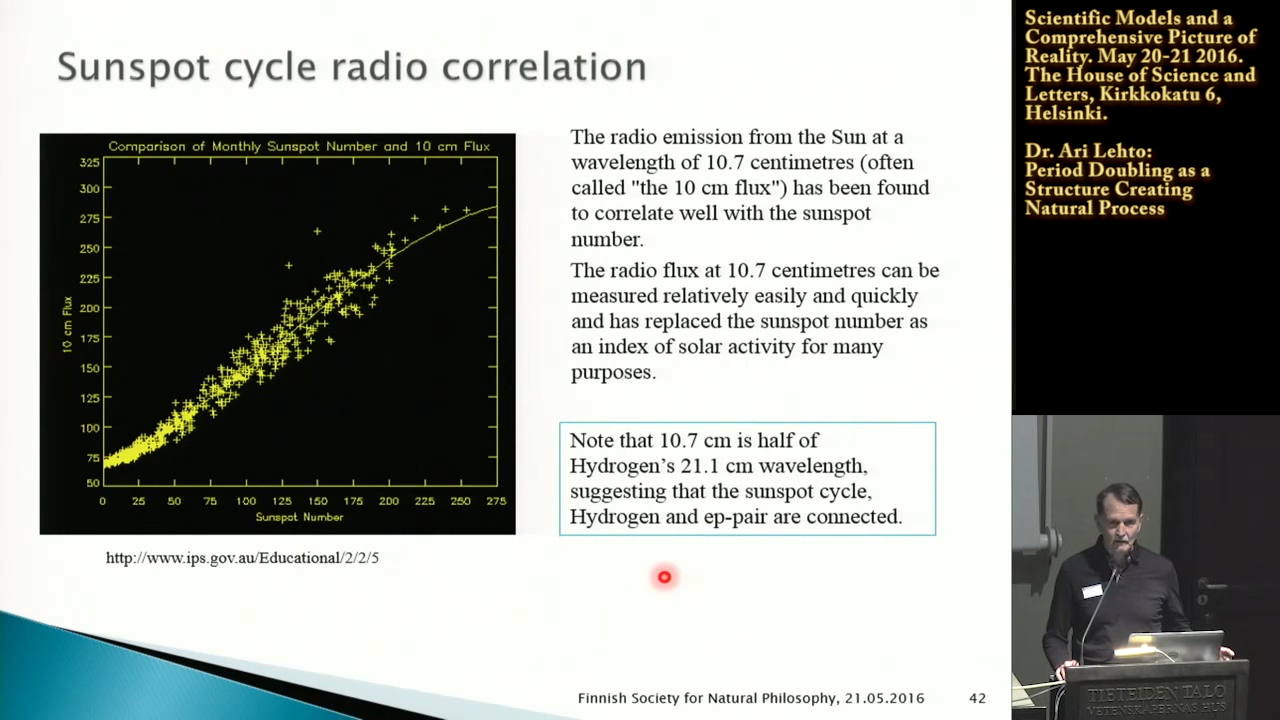 Sunspot cycle radio correlation
Comparison of Monthly Sunspot Number and 10 cm Flux
325
300
275
250
225
200
175
150
125
100
75
50
10 cm Flux
0 25 50 75 100 125 150 175 200 225 250 275
Sunspot Number
http://www.ips.gov.au/Educational/2/2/5
The radio emission from the Sun at a
wavelength of 10.7 centimetres (often
called "the 10 cm flux") has been found
to correlate well with the sunspot
number.
The radio flux at 10.7 centimetres can be
measured relatively easily and quickly
and has replaced the sunspot number as
an index of solar activity for many
purposes.
Note that 10.7 cm is half of
Hydrogen’s 21.1 cm wavelength,
suggesting that the sunspot cycle,
Hydrogen and ep-pair are connected.
Finnish Society for Natural Philosophy, 21.05.2016 42
Scientific Models and a
Comprehensive Picture of
Reality. May 20-21 2016.
The House of Science and
Letters, Kirkkokatu 6,
Helsinki.
Dr. Ari Lehto:
Period Doubling as a
Structure Creating
Natural Process
TIETEIDEN TALO
VETENSKAPERNAS HUS